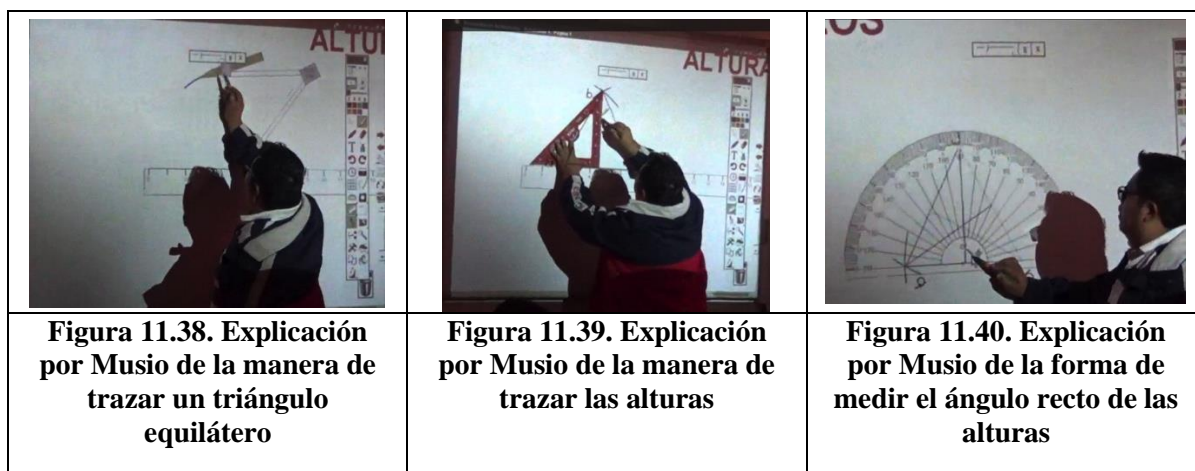 ALTU
ALTURA
OS
Figura 11.38. Explicación
por Musio de la manera de
trazar un triángulo
equilátero
Figura 11.39. Explicación
por Musio de la manera de
trazar las alturas
Figura 11.40. Explicación
por Musio de la forma de
medir el ángulo recto de las
alturas